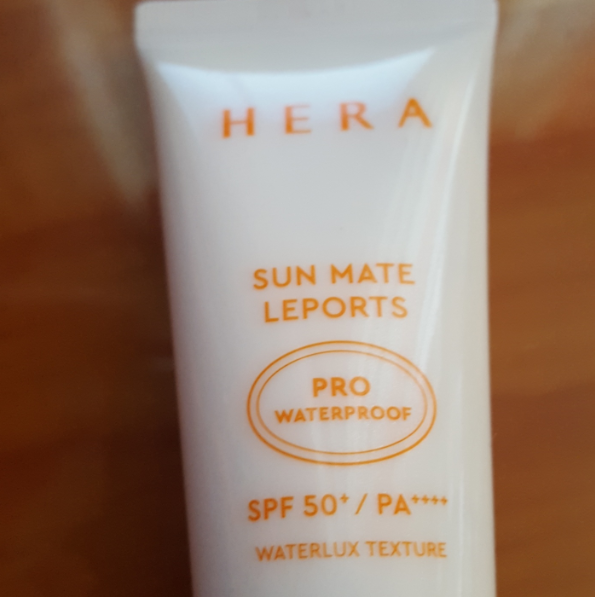 HERA
SUN MATE
LEPORTS
PRO
WATERPROOF
SPF 50+ / PA++++
WATERLUX TEXTURE